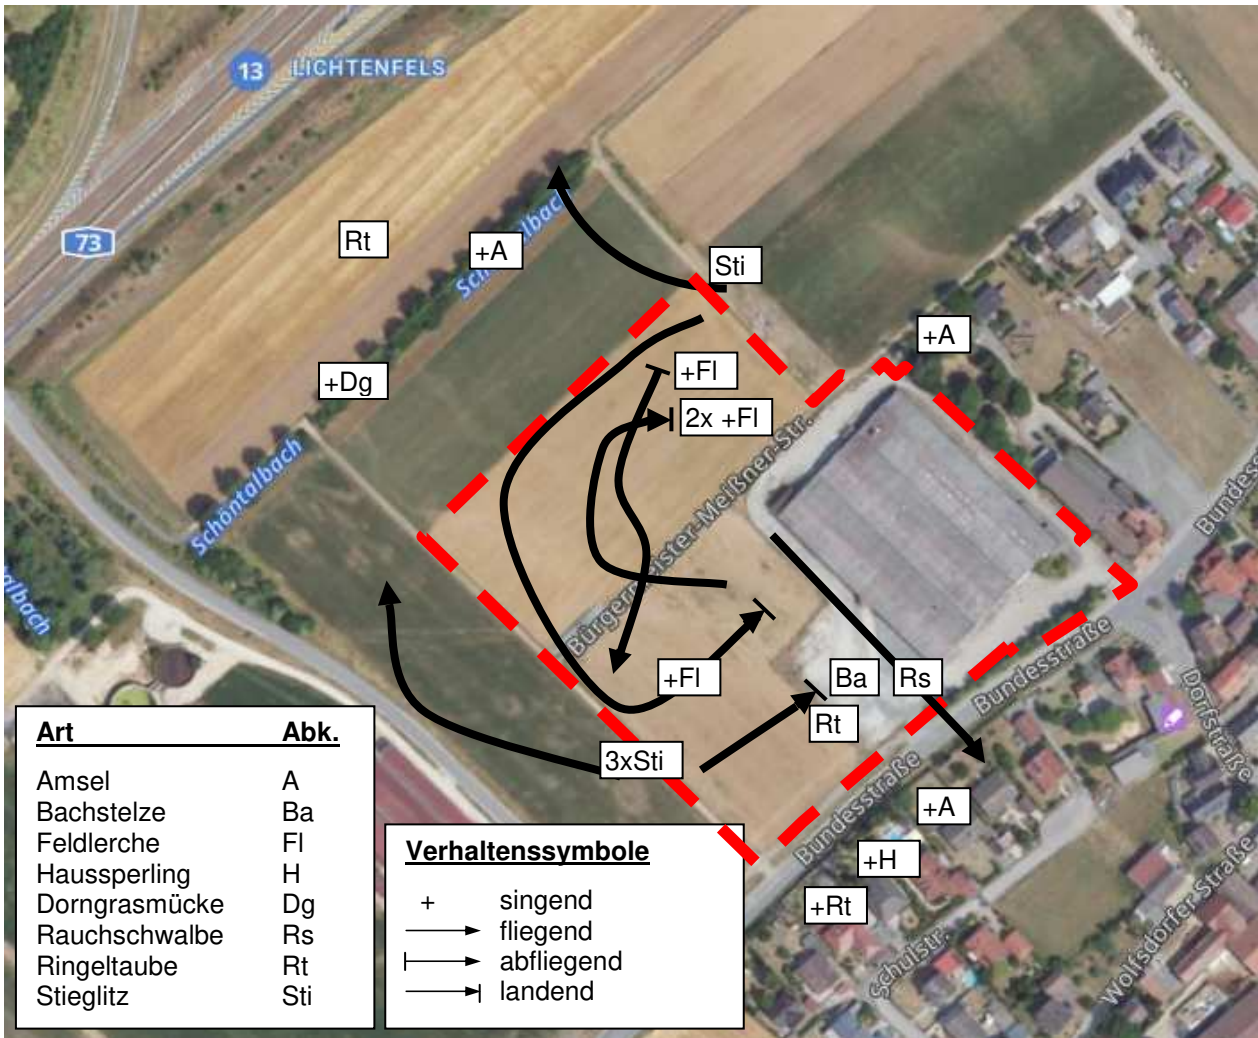 13 LICHTENFELS
73
Rt
+A
Schöntalbach
Sti
+A
+Dg
+Fl
2x +Fl
Schöntalbach
Bürgermeister-Meißner-Str.
talbach
+Fl
Ba
Rs
Rt
3xSti
Bundesstraße
Bundesstraße
Dorfstraße
+A
+H
+Rt
Schulstr.
Wolfsdorfer Straße
Art Abk.
Amsel A
Bachstelze Ba
Feldlerche Fl
Haussperling H
Dorngrasmücke Dg
Rauchschwalbe Rs
Ringeltaube Rt
Stieglitz Sti
Verhaltenssymbole
+ singend
fliegend
abfliegend
landend